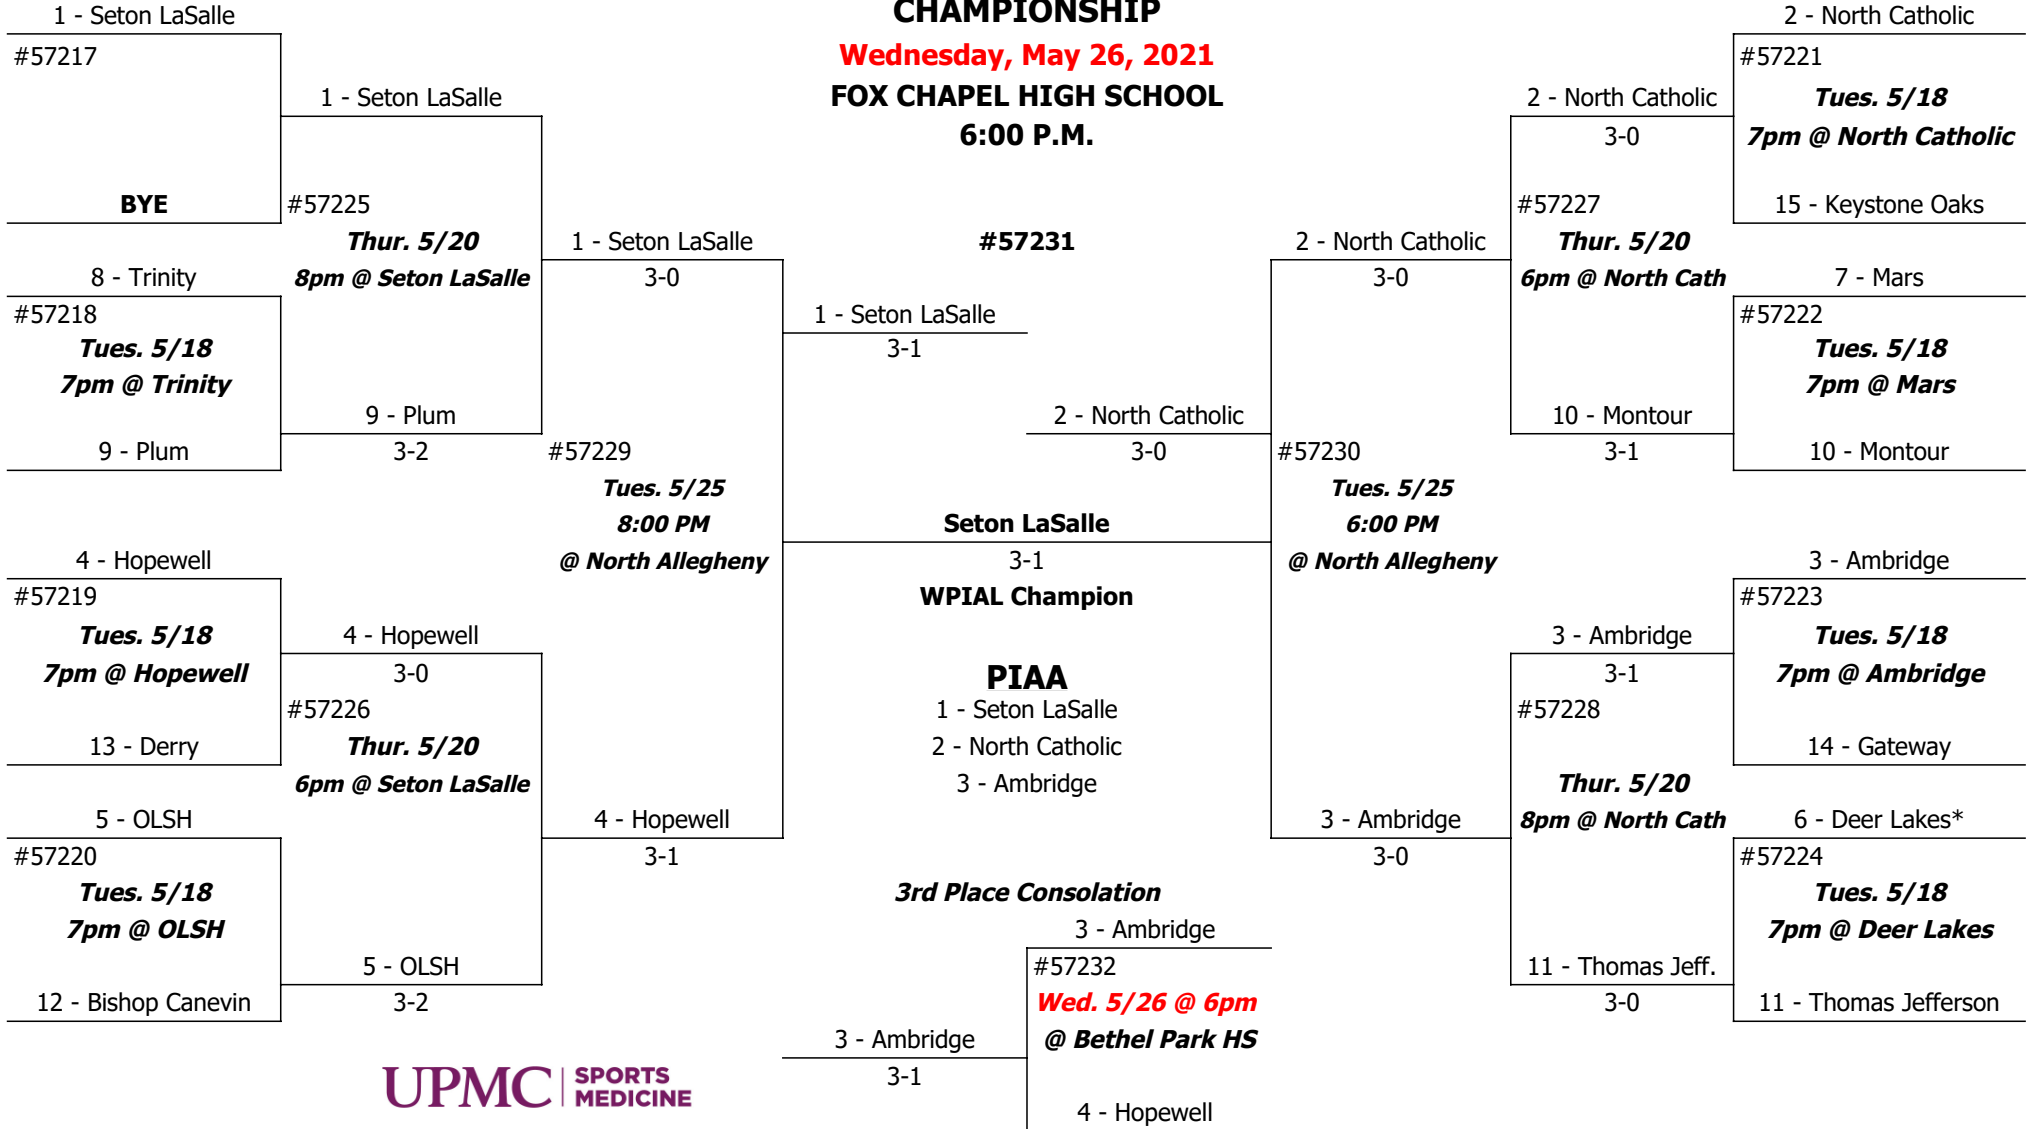 CHAMPIONSHIP
Wednesday, May 26, 2021
FOX CHAPEL HIGH SCHOOL
6:00 P.M.
1 - Seton LaSalle
#57217
BYE
8 - Trinity
#57218
Tues. 5/18
7pm @ Trinity
9 - Plum
4 - Hopewell
#57219
Tues. 5/18
7pm @ Hopewell
13 - Derry
5 - OLSH
#57220
Tues. 5/18
7pm @ OLSH
12 - Bishop Canevin
1 - Seton LaSalle
#57225
Thur. 5/20
8pm @ Seton LaSalle
9 - Plum
3-2
4 - Hopewell
3-0
#57226
Thur. 5/20
6pm @ Seton LaSalle
5 - OLSH
3-2
1 - Seton LaSalle
3-0
#57229
Tues. 5/25
8:00 PM
@ North Allegheny
4 - Hopewell
3-1
#57231
1 - Seton LaSalle
3-1
2 - North Catholic
3-0
Seton LaSalle
3-1
WPIAL Champion
PIAA
1 - Seton LaSalle
2 - North Catholic
3 - Ambridge
3rd Place Consolation
3 - Ambridge
#57232
Wed. 5/26 @ 6pm
@ Bethel Park HS
3 - Ambridge
3-1
4 - Hopewell
2 - North Catholic
3-0
#57230
Tues. 5/25
6:00 PM
@ North Allegheny
3 - Ambridge
3-0
2 - North Catholic
3-0
#57227
Thur. 5/20
6pm @ North Cath
10 - Montour
3-1
3 - Ambridge
3-1
#57228
Thur. 5/20
8pm @ North Cath
11 - Thomas Jeff.
3-0
2 - North Catholic
#57221
Tues. 5/18
7pm @ North Catholic
15 - Keystone Oaks
7 - Mars
#57222
Tues. 5/18
7pm @ Mars
10 - Montour
3 - Ambridge
#57223
Tues. 5/18
7pm @ Ambridge
14 - Gateway
6 - Deer Lakes*
#57224
Tues. 5/18
7pm @ Deer Lakes
11 - Thomas Jefferson
UPMC SPORTS
MEDICINE